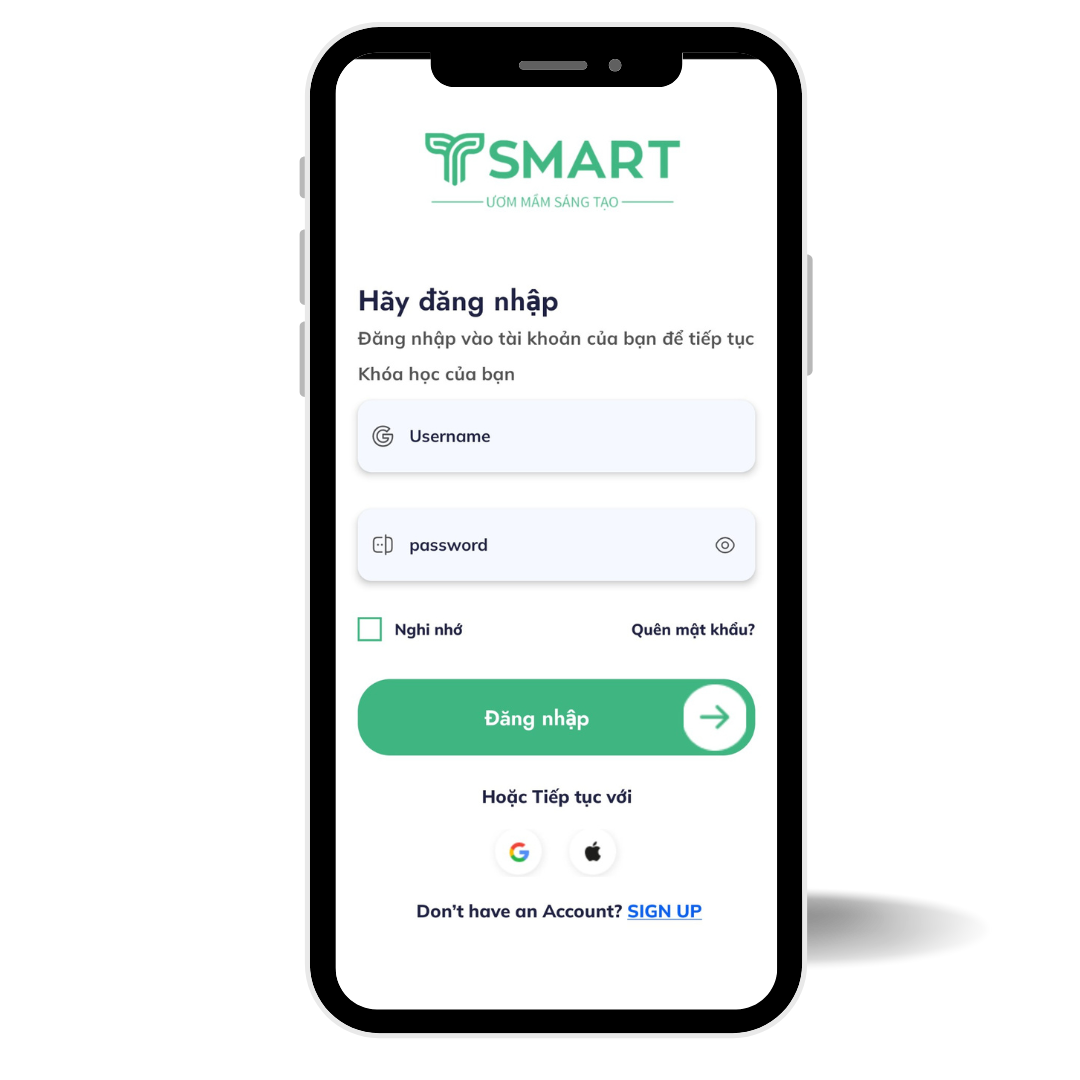 SMART
ƯƠM MẦM SÁNG TẠO
Hãy đăng nhập
Đăng nhập vào tài khoản của bạn để tiếp tục
Khóa học của bạn
Username
password
Nghi nhớ
Quên mật khẩu?
Đăng nhập
Hoặc Tiếp tục với
Don’t have an Account? SIGN UP